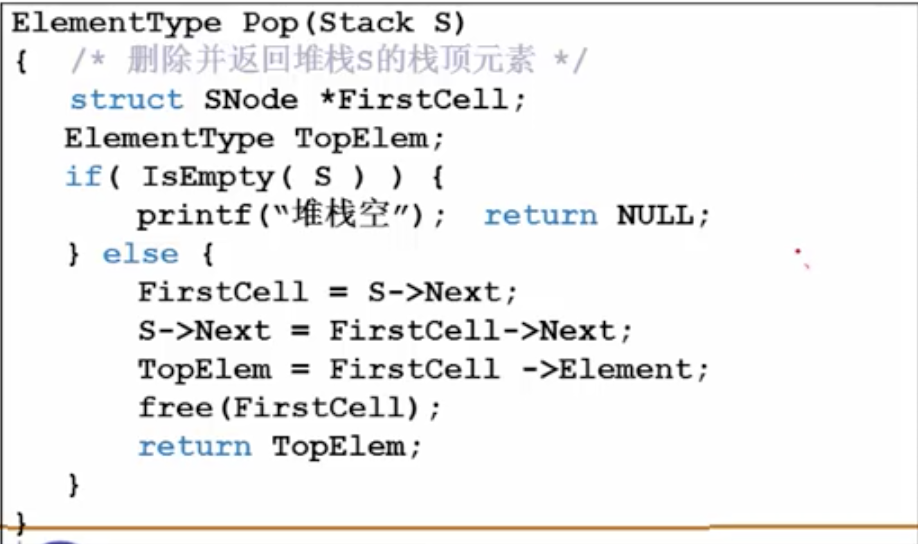 ElementType Pop(Stack S)
{ /* 删除并返回堆栈S的栈顶元素 */
struct SNode *FirstCell;
ElementType TopElem;
if( IsEmpty( S ) ) {
printf(“堆栈空”); return NULL;
} else {
FirstCell = S->Next;
S->Next = FirstCell->Next;
TopElem = FirstCell ->Element;
free(FirstCell);
return TopElem;
}
}